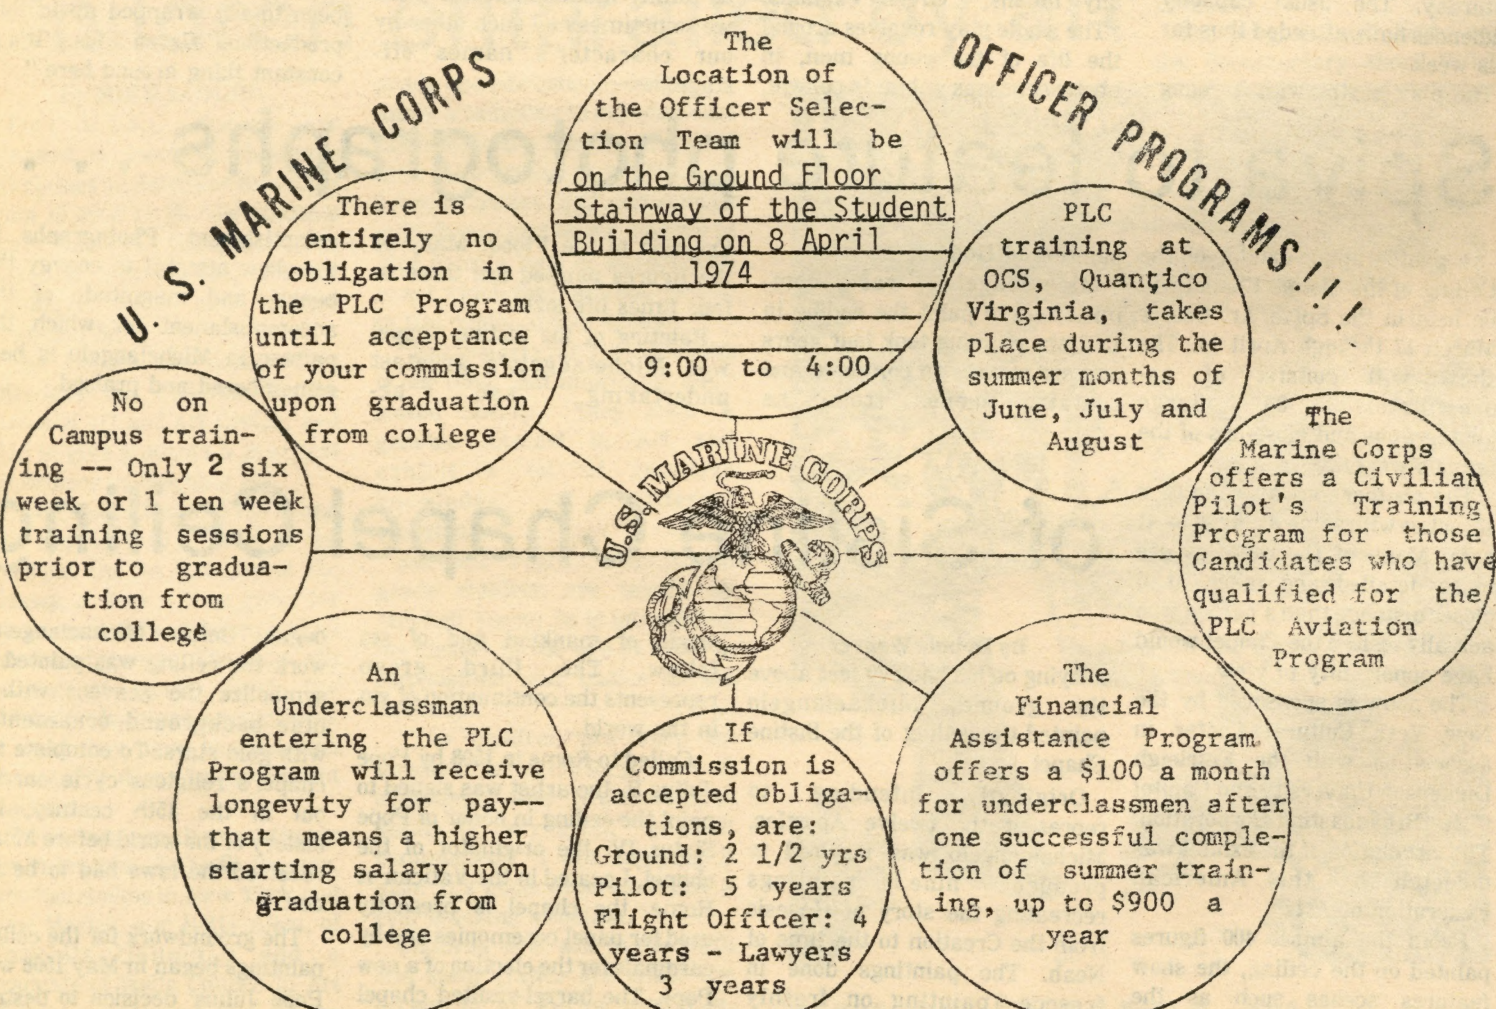 U. S. MARINE CORPS
OFFICER PROGRAMS!!!
The
Location of
the Officer Selec-
tion Team will be
on the Ground Floor
Stairway of the Student
Building on 8 April
1974
9:00 to 4:00
There is
entirely no
obligation in
the PLC Program
until acceptance
of your commission
upon graduation
from college
PLC
training at
OCS, Quantico
Virginia, takes
place during the
summer months of
June, July and
August
No on
Campus train-
ing -- Only 2 six
week or 1 ten week
training sessions
prior to gradua-
tion from
college
U.S. MARINE CORPS
The
Marine Corps
offers a Civilian
Pilot's Training
Program for those
Candidates who have
qualified for the
PLC Aviation
Program
An
Underclassman
entering the PLC
Program will receive
longevity for pay--
that means a higher
starting salary upon
graduation from
college
If
Commission is
accepted obliga-
tions, are:
Ground: 2 1/2 yrs
Pilot: 5 years
Flight Officer: 4
years - Lawyers
3 years
The
Financial
Assistance Program
offers a $100 a month
for underclassmen after
one successful comple-
tion of summer train-
ing, up to $900 a
year